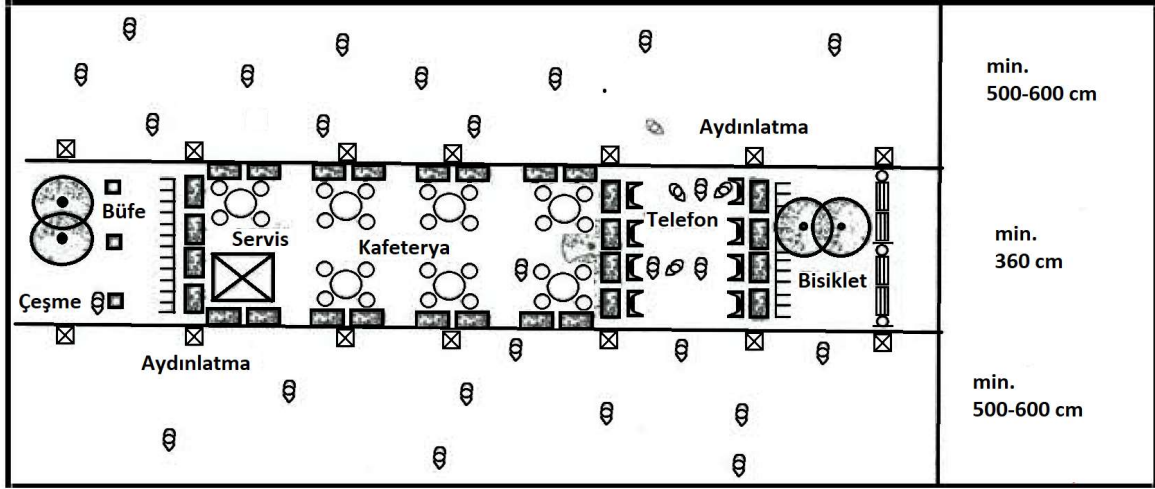 min.
500-600 cm
Aydınlatma
Büfe
Servis
Kafeterya
Telefon
min.
360 cm
Bisiklet
Çeşme
Aydınlatma
min.
500-600 cm